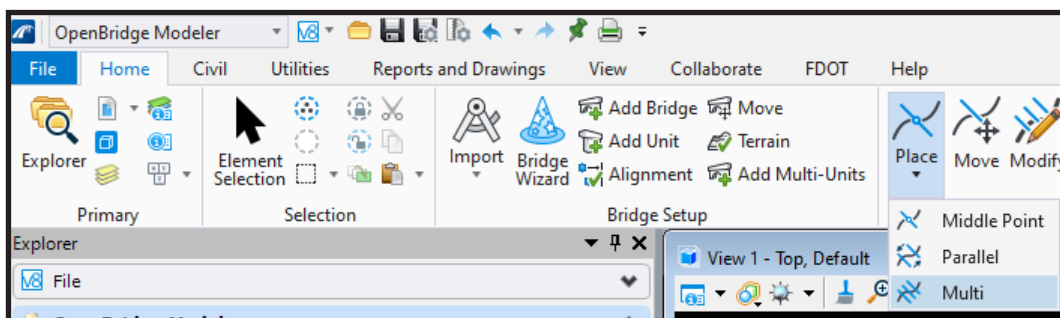 OpenBridge Modeler
File Home Civil Utilities Reports and Drawings View Collaborate FDOT Help
Explorer
Primary
Element
Selection
Selection
Import
Bridge
Wizard
Add Bridge Move
Add Unit Terrain
Alignment Add Multi-Units
Bridge Setup
Place Move Modify
Middle Point
Parallel
Multi
Explorer
File
View 1 - Top, Default